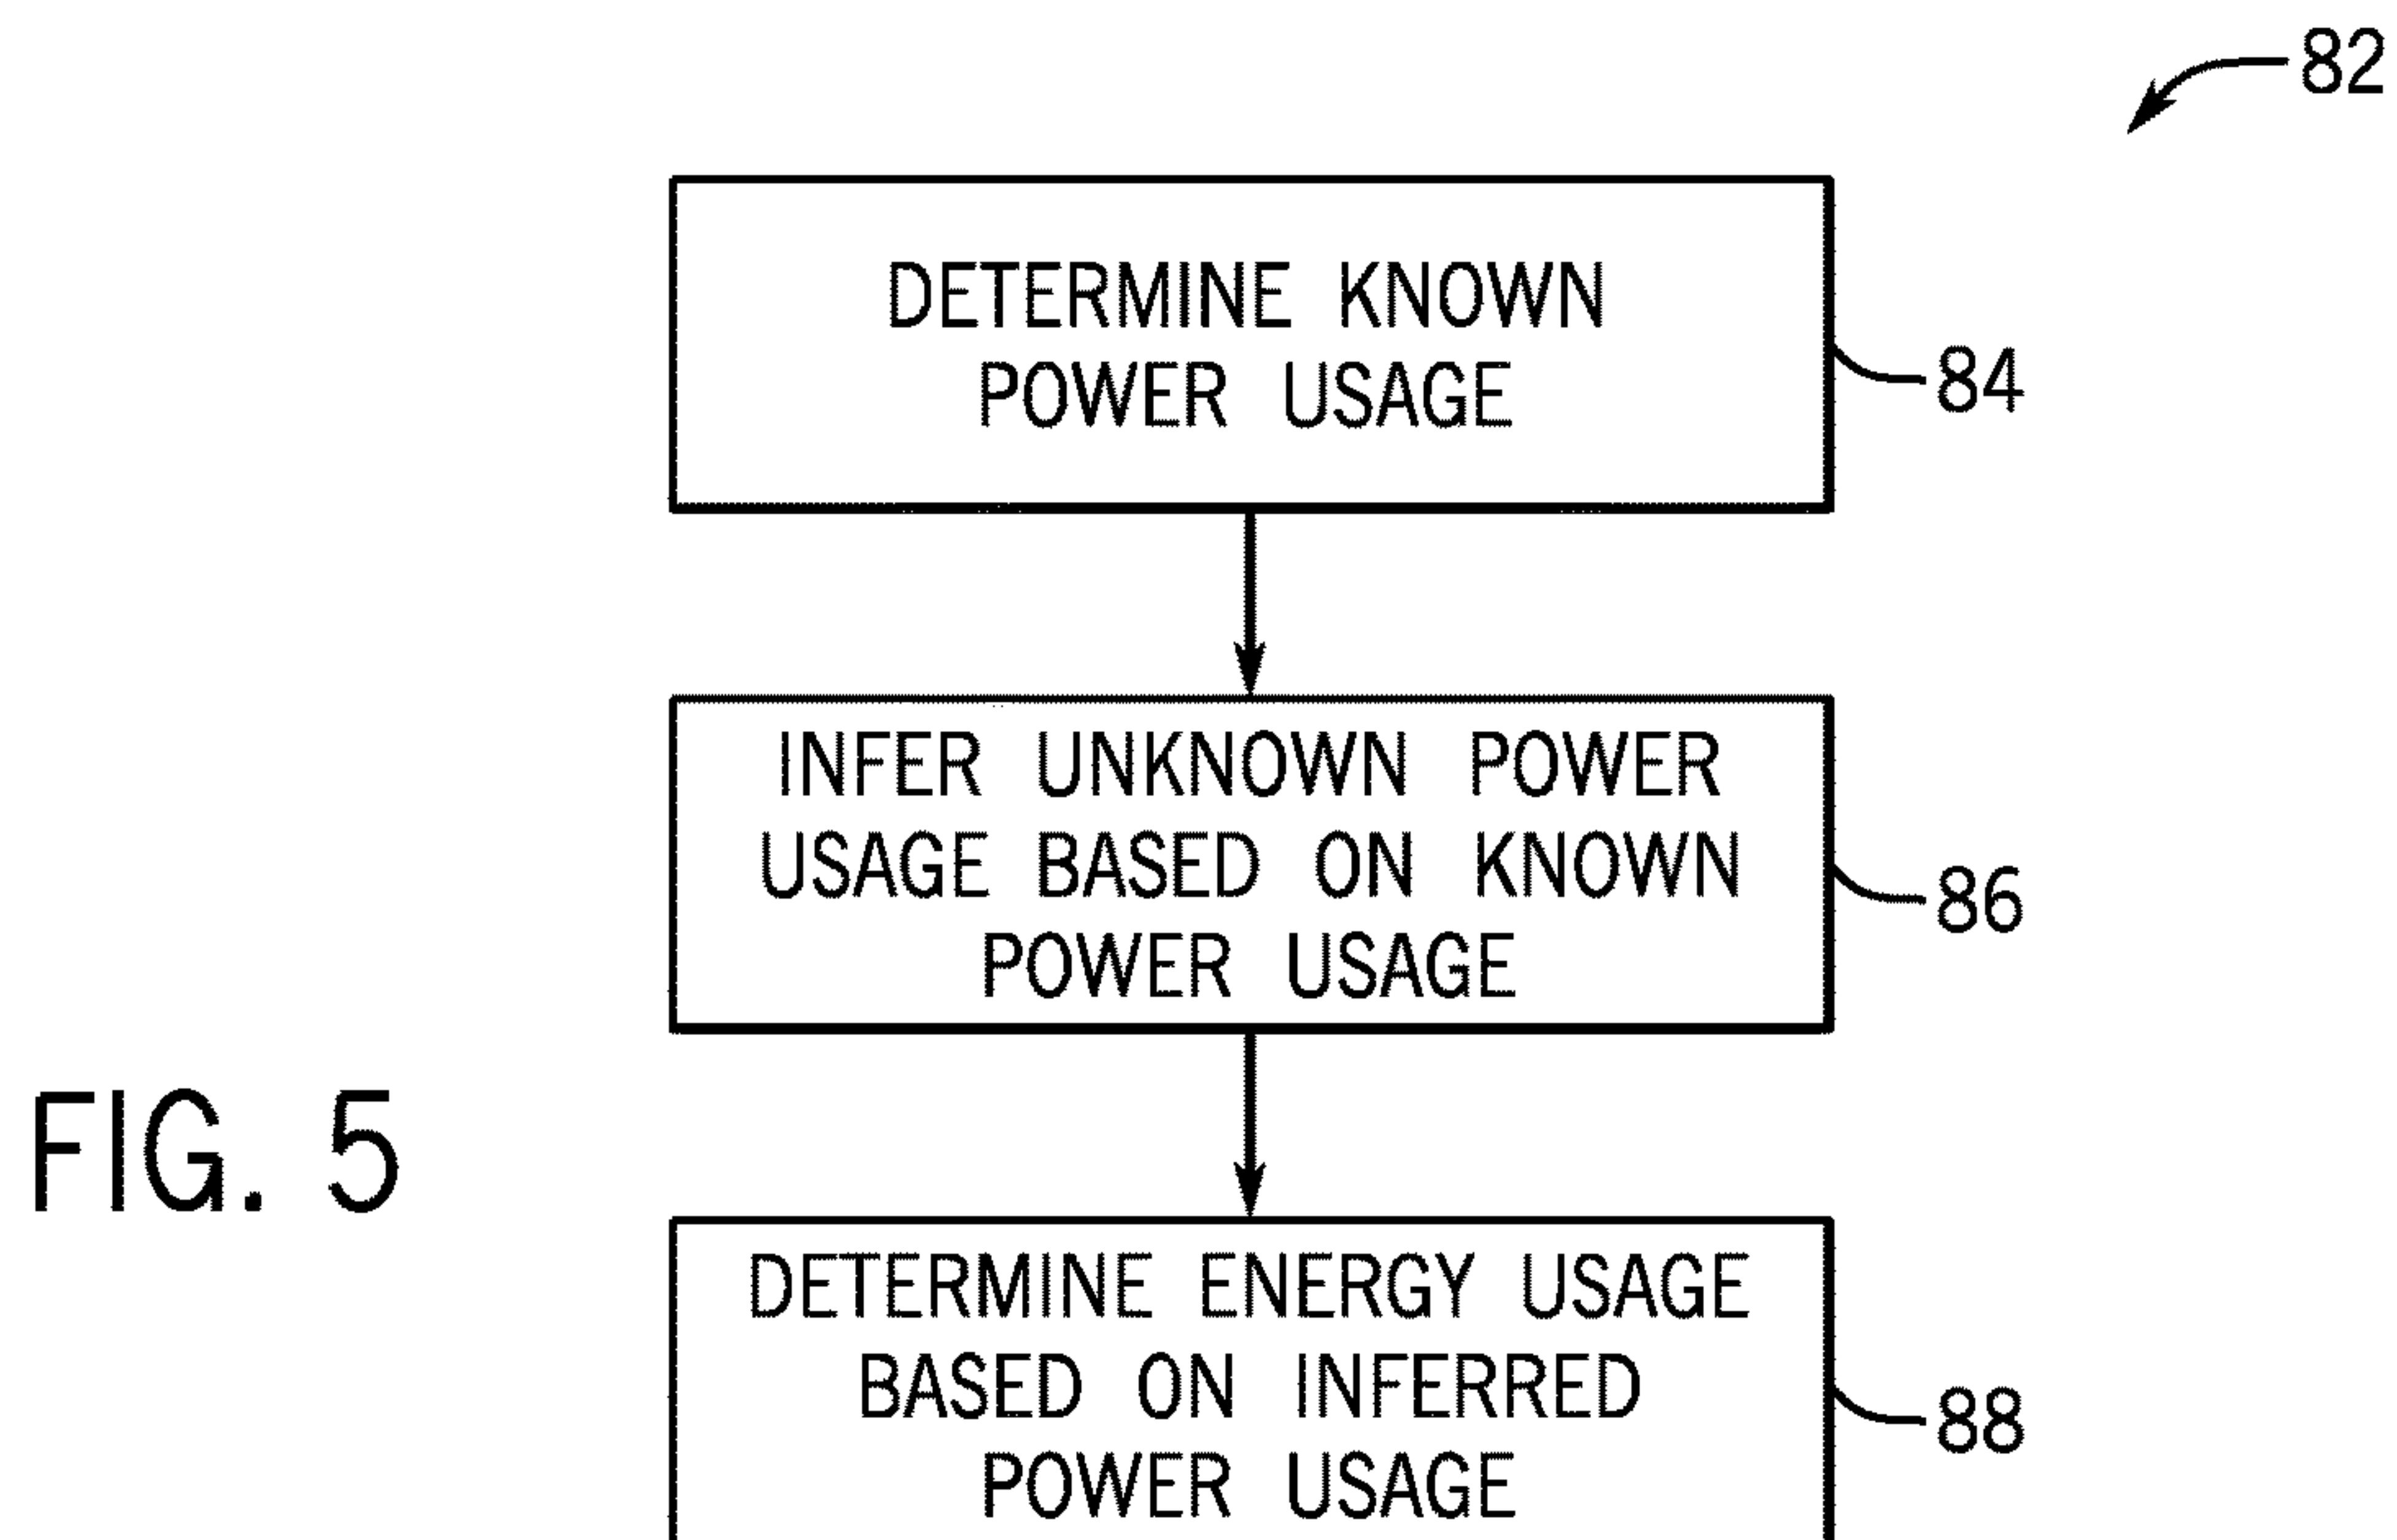 82
DETERMINE KNOWN
POWER USAGE
84
INFER UNKNOWN POWER
USAGE BASED ON KNOWN
POWER USAGE
86
FIG. 5
DETERMINE ENERGY USAGE
BASED ON INFERRED
POWER USAGE
88